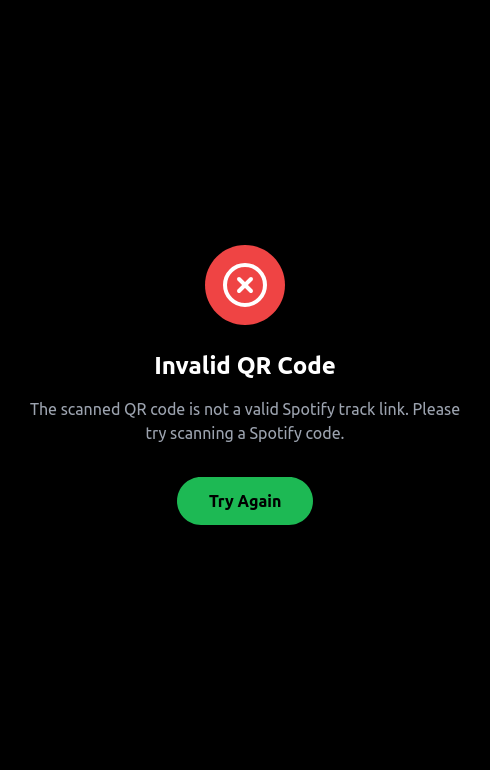 Invalid QR Code
The scanned QR code is not a valid Spotify track link. Please
try scanning a Spotify code.
Try Again